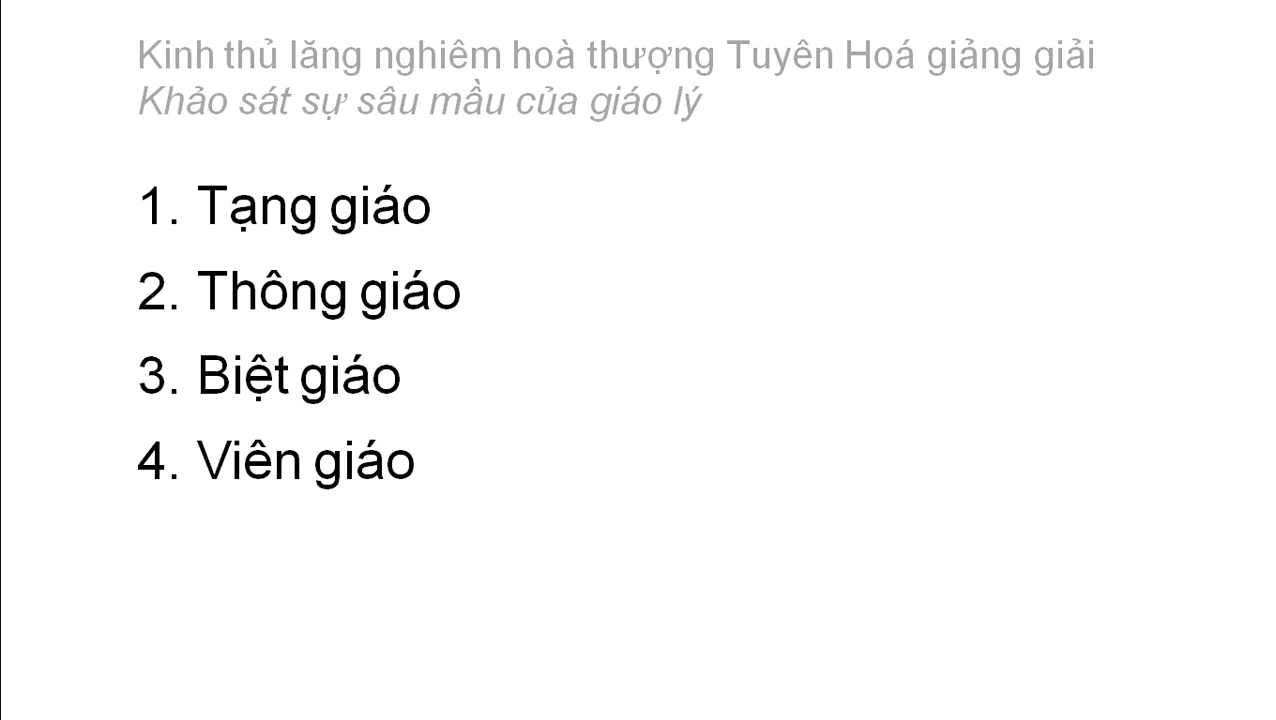 Kinh thủ lăng nghiêm hoà thượng Tuyên Hoá giảng giải
Khảo sát sự sâu mầu của giáo lý
1. Tạng giáo
2. Thông giáo
3. Biệt giáo
4. Viên giáo